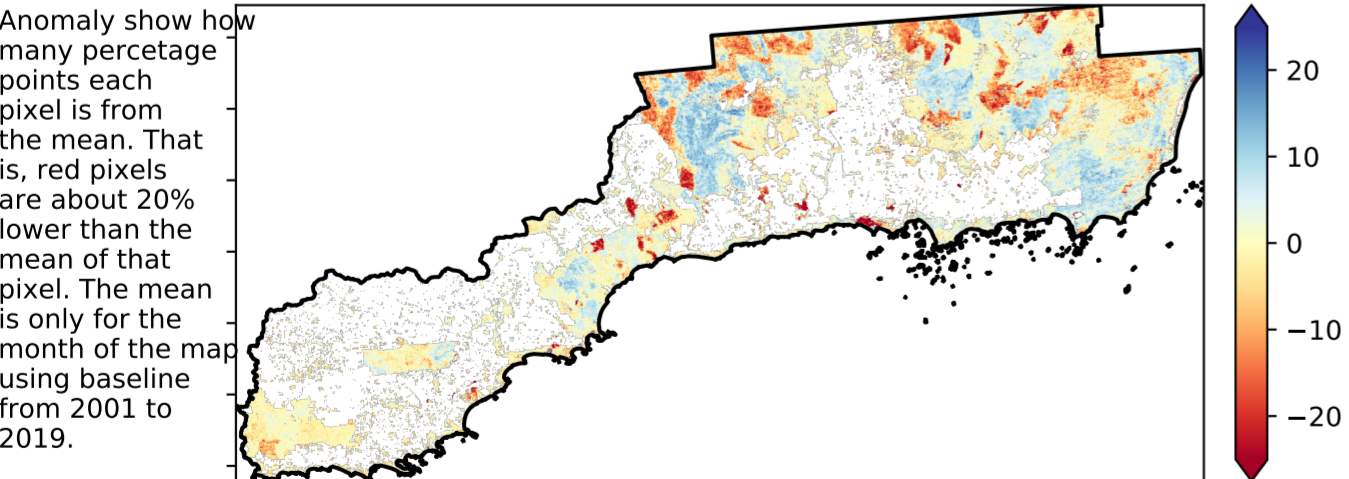 Anomaly show how
many percetage
points each
pixel is from
the mean. That
is, red pixels
are about 20%
lower than the
mean of that
pixel. The mean
is only for the
month of the map
using baseline
from 2001 to
2019.
20
10
0
−10
−20